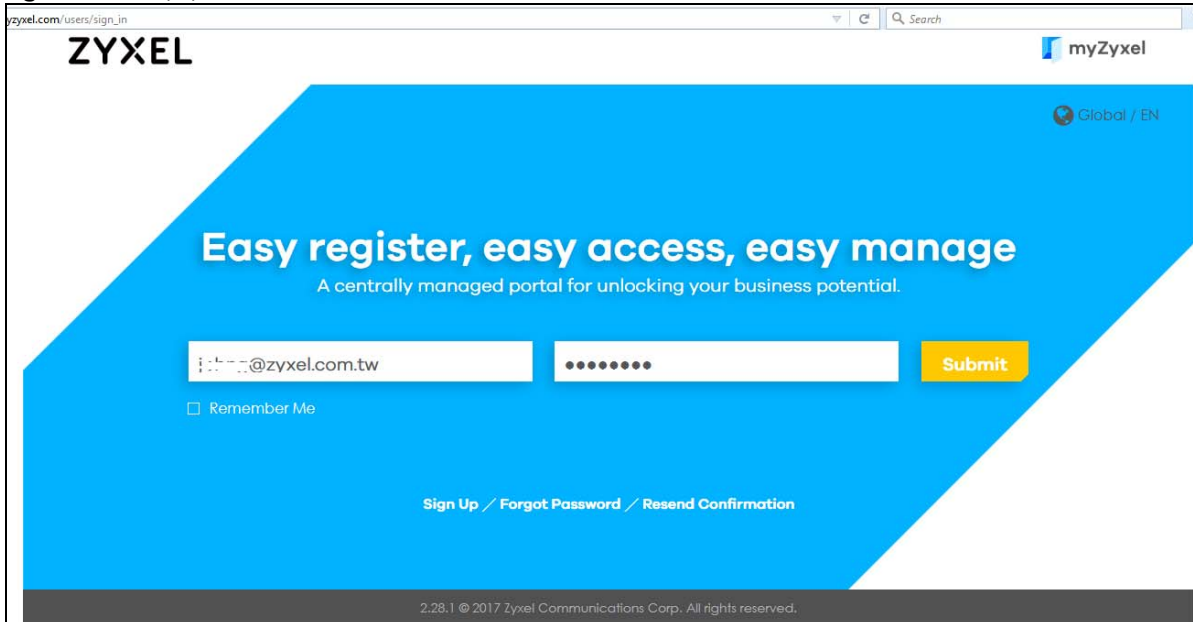 yzyxel.com/users/sign_in
Search
ZYXEL
myZyxel
Global / EN
Easy register, easy access, easy manage
A centrally managed portal for unlocking your business potential.
@zyxel.com.tw
●●●●●●●●
Submit
Remember Me
Sign Up / Forgot Password / Resend Confirmation
2.28.1 © 2017 Zyxel Communications Corp. All rights reserved.